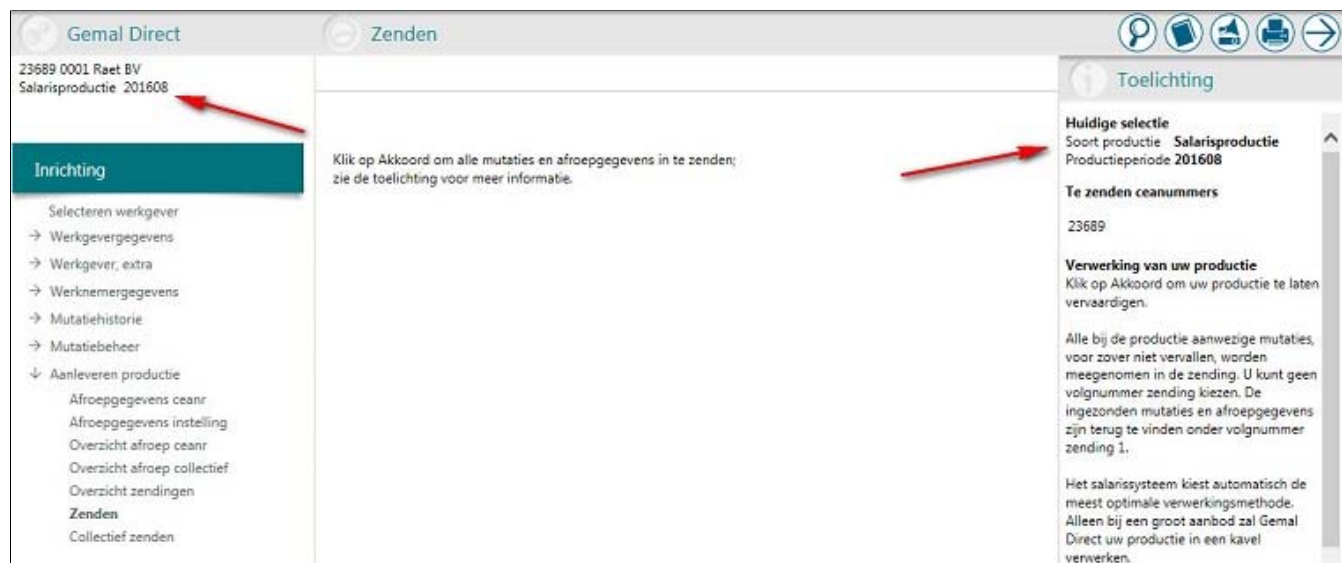 Gemal Direct
Zenden
23689 0001 Raet BV
Salarisproductie 201608
Inrichting
Selecteren werkgever
→ Werkgevergegevens
→ Werkgever, extra
→ Werknemergegevens
→ Mutatiehistorie
→ Mutatiebeheer
↓ Aanleveren productie
Afroepgegevens ceanr
Afroepgegevens instelling
Overzicht afroep ceanr
Overzicht afroep collectief
Overzicht zendingen
Zenden
Collectief zenden
Klik op Akkoord om alle mutaties en afroepgegevens in te zenden;
zie de toelichting voor meer informatie.
Toelichting
Huidige selectie
Soort productie Salarisproductie
Productieperiode 201608
Te zenden ceanummers
23689
Verwerking van uw productie
Klik op Akkoord om uw productie te laten
vervaardigen.
Alle bij de productie aanwezige mutaties,
voor zover niet vervallen, worden
meegenomen in de zending. U kunt geen
volgnummer zending kiezen. De
ingezonden mutaties en afroepgegevens
zijn terug te vinden onder volgnummer
zending 1.
Het salarissysteem kiest automatisch de
meest optimale verwerkingsmethode.
Alleen bij een groot aanbod zal Gemal
Direct uw productie in een kavel
verwerken.